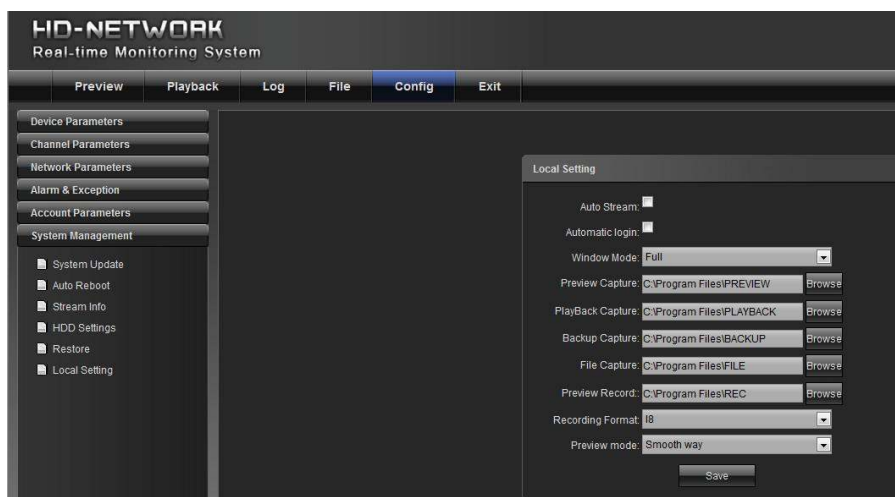 HD-NETWORK
Real-time Monitoring System
Preview Playback Log File Config Exit
Device Parameters
Channel Parameters
Network Parameters
Alarm & Exception
Account Parameters
System Management
System Update
Auto Reboot
Stream Info
HDD Settings
Restore
Local Setting
Local Setting
Auto Stream:
Automatic login:
Window Mode: Full
Preview Capture: C:\Program Files\PREVIEW Browse
PlayBack Capture: C:\Program Files\PLAYBACK Browse
Backup Capture: C:\Program Files\BACKUP Browse
File Capture: C:\Program Files\FILE Browse
Preview Record:: C:\Program Files\REC Browse
Recording Format: I8
Preview mode: Smooth way
Save